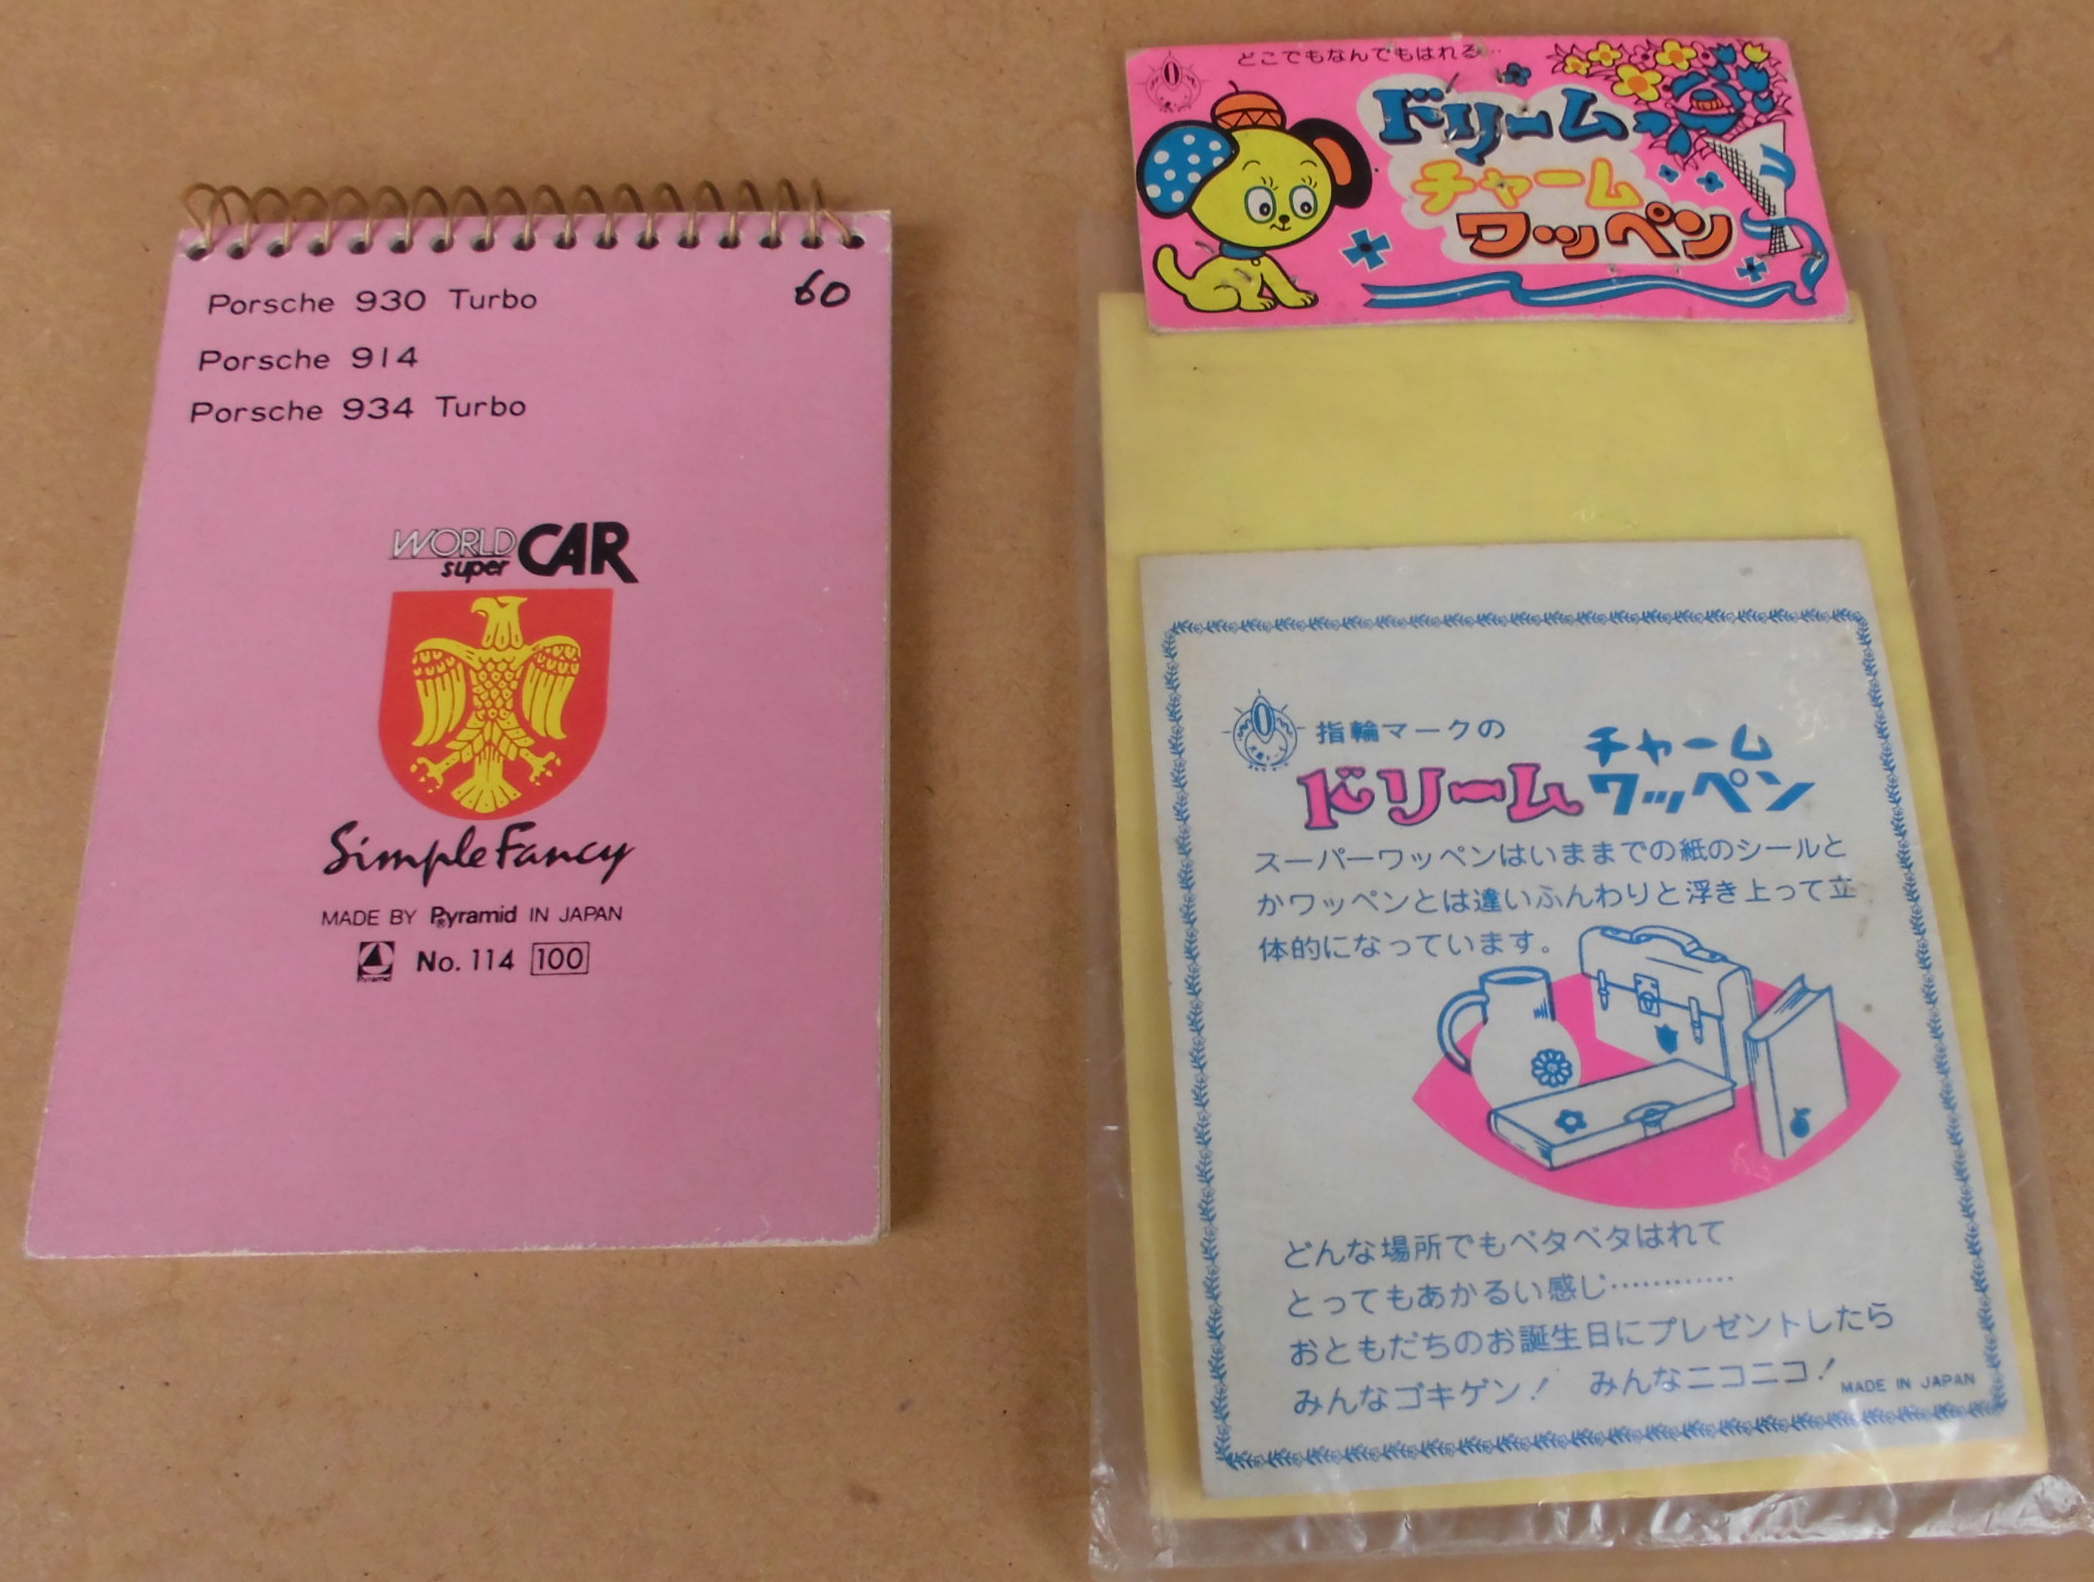 Porsche 930 Turbo
60
Porsche 914
Porsche 934 Turbo
WORLD
super CAR
Simple Fancy
MADE BY Pyramid IN JAPAN
Pyramid No. 114 100
どこでもなんでもはれる…
ドリーム
チャーム
ワッペン
指輪マークの
ドリームチャームワッペン
スーパーワッペンはいままでの紙のシールと
かワッペンとは違いふんわりと浮き上って立
体的になっています。
どんな場所でもペタペタはれて
とってもあかるい感じ…………
おともだちのお誕生日にプレゼントしたら
みんなゴキゲン! みんなニコニコ!
MADE IN JAPAN